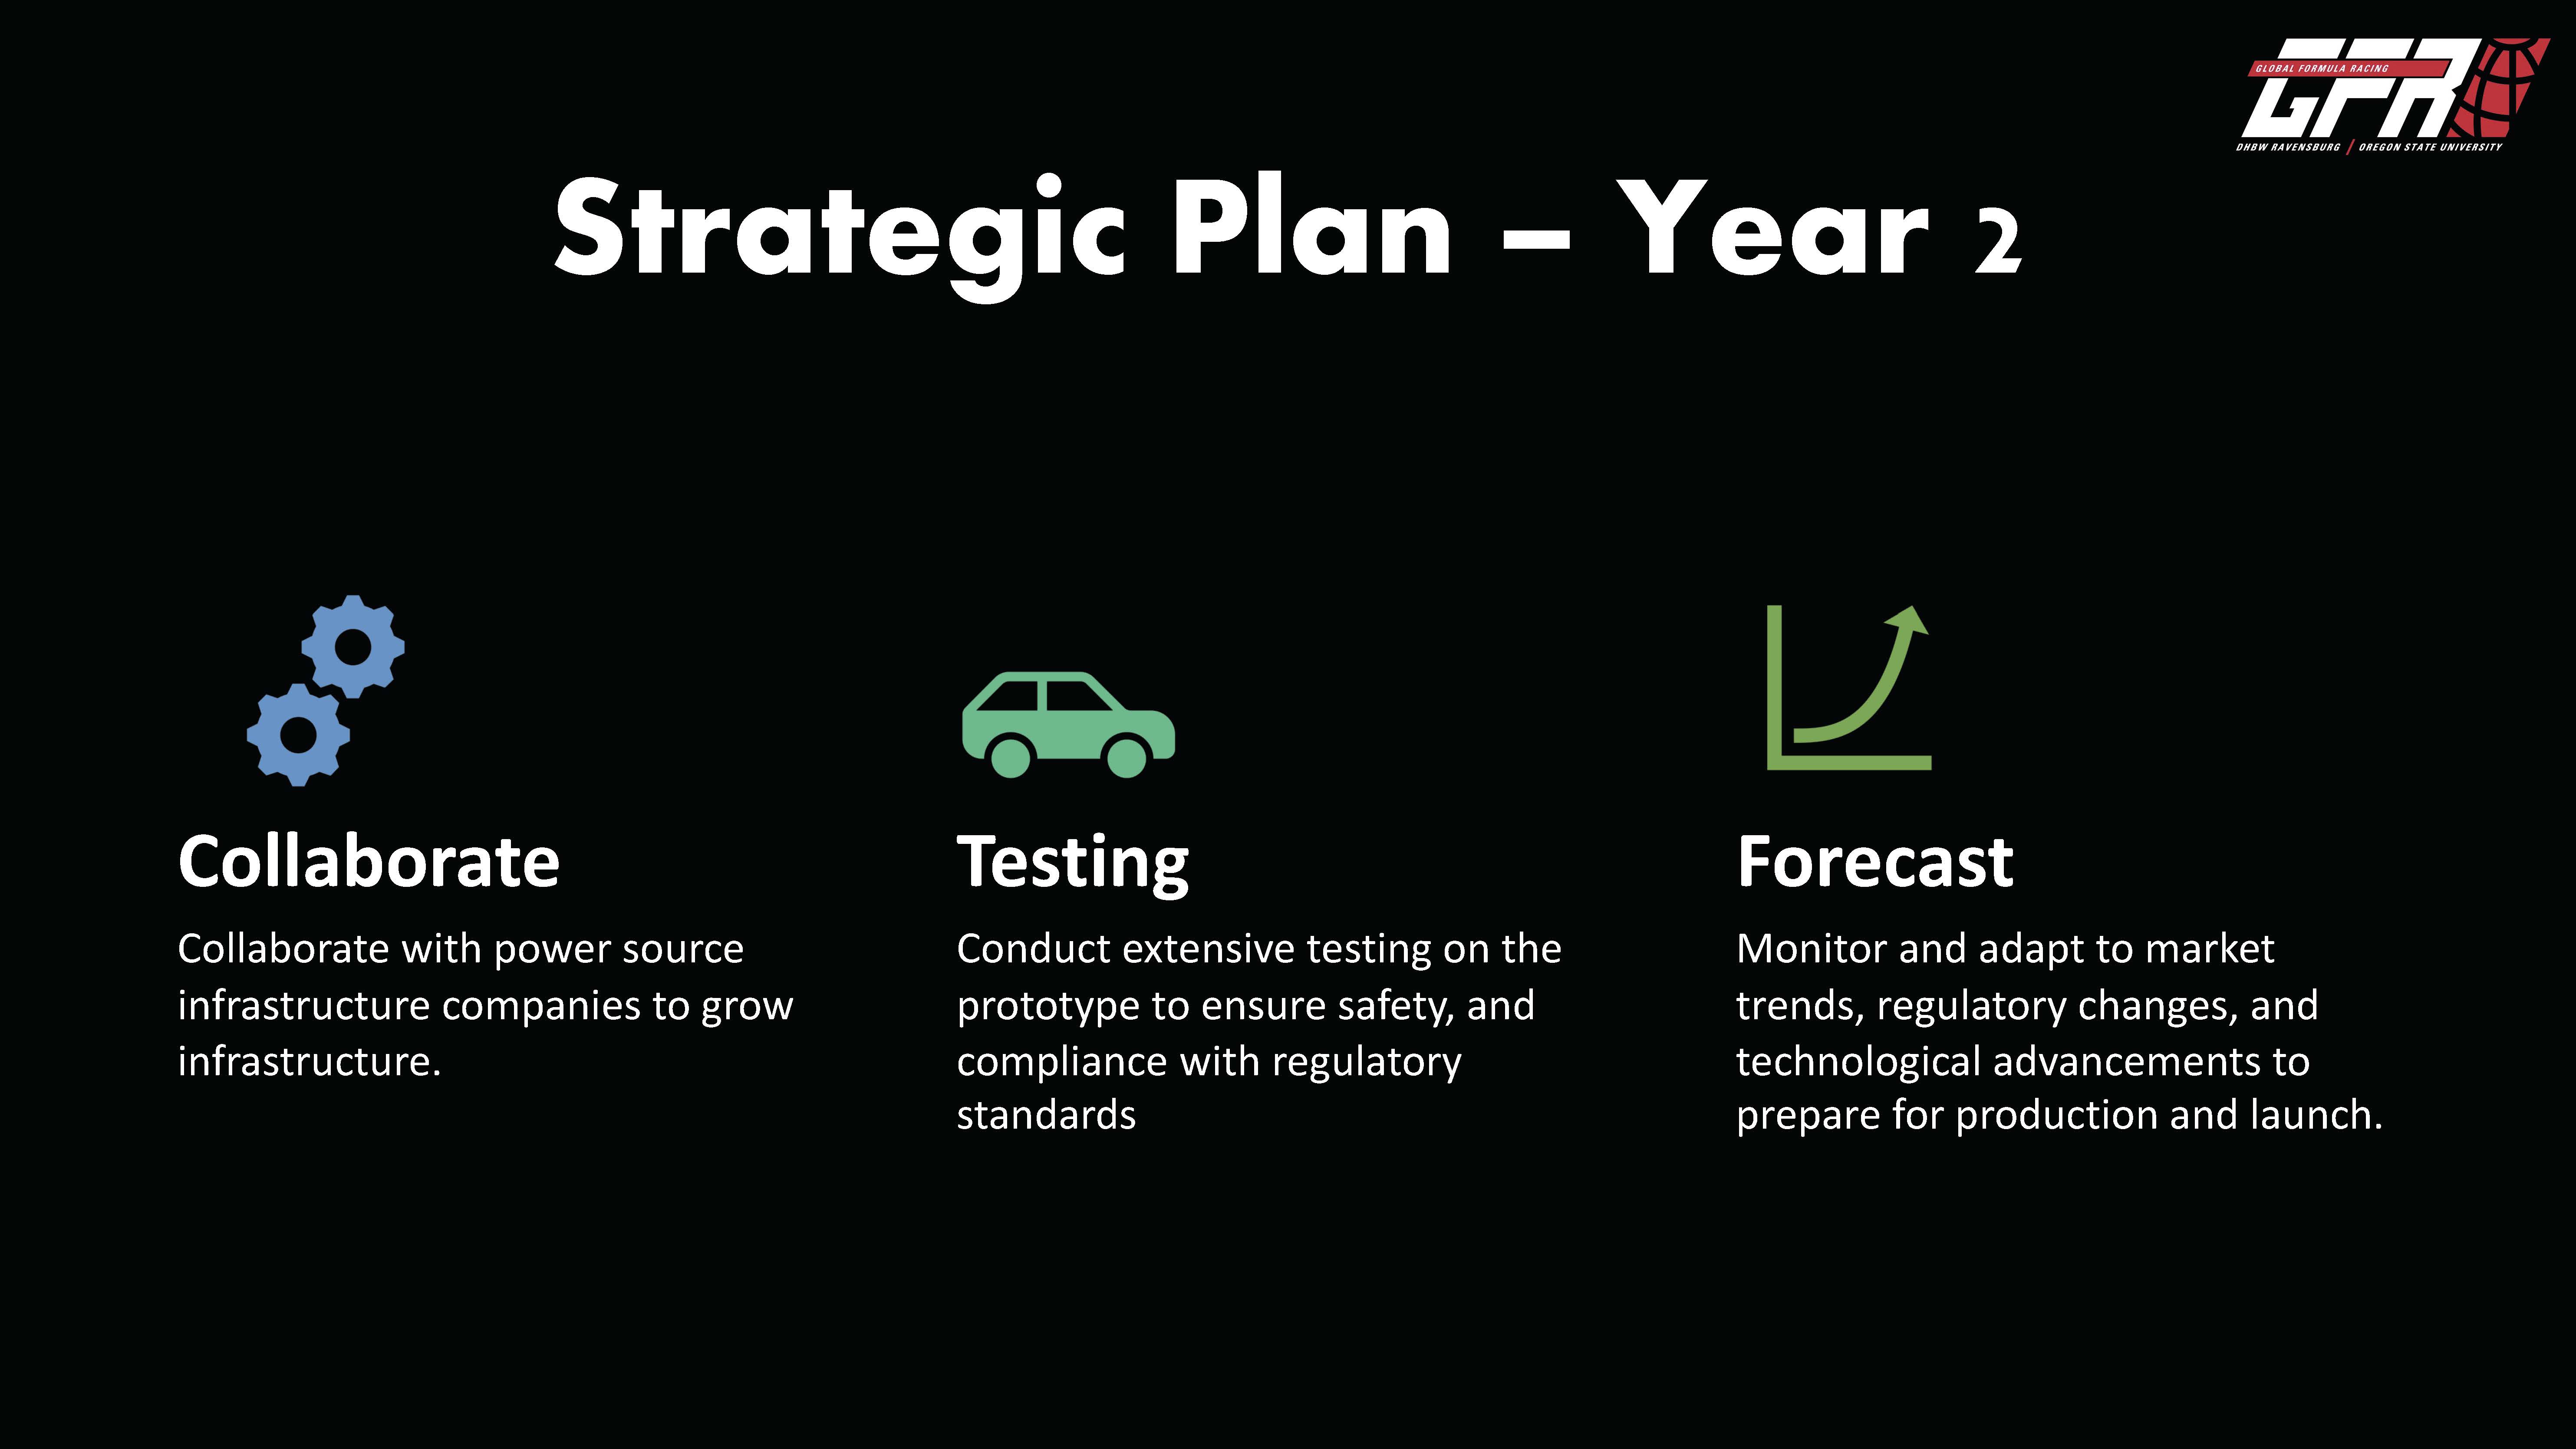 GFR
GLOBAL FORMULA RACING
DHBW RAVENSBURG / OREGON STATE UNIVERSITY
Strategic Plan – Year 2
Collaborate
Collaborate with power source
infrastructure companies to grow
infrastructure.
Testing
Conduct extensive testing on the
prototype to ensure safety, and
compliance with regulatory
standards
Forecast
Monitor and adapt to market
trends, regulatory changes, and
technological advancements to
prepare for production and launch.